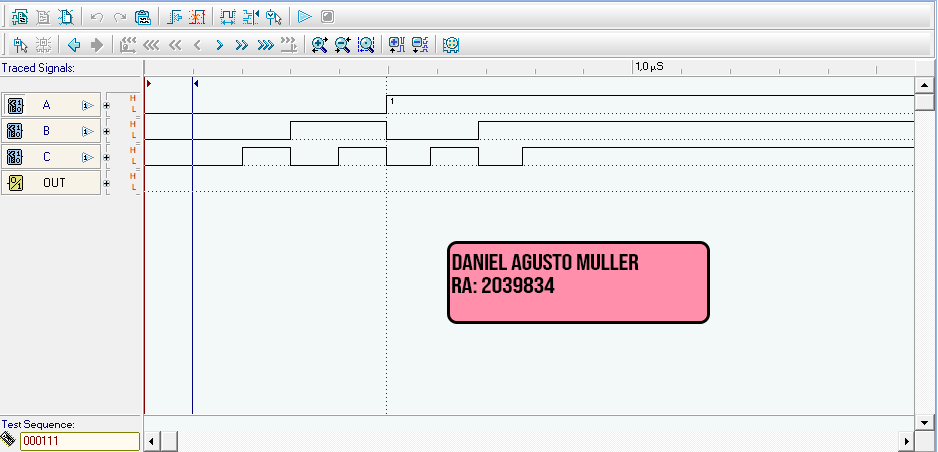 Traced Signals:
1,0 µS
A
H
L
1
B
H
L
C
H
L
OUT
H
L
DANIEL AGUSTO MULLER
RA: 2039834
Test Sequence:
000111